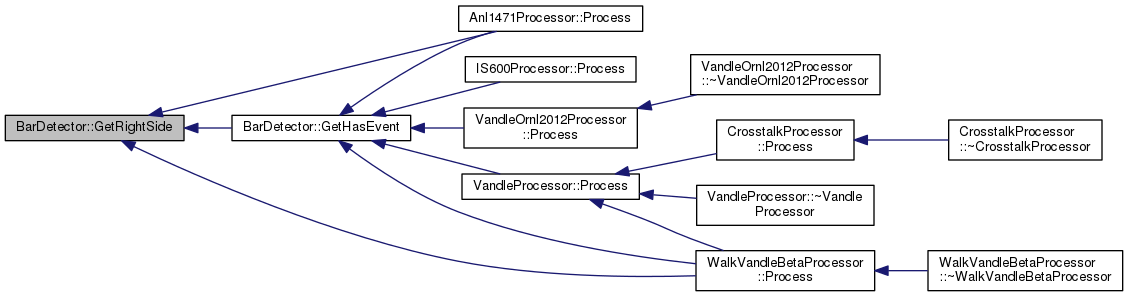 Anl1471Processor::Process
IS600Processor::Process
VandleOrnl2012Processor
::~VandleOrnl2012Processor
BarDetector::GetRightSide
BarDetector::GetHasEvent
VandleOrnl2012Processor
::Process
CrosstalkProcessor
::Process
CrosstalkProcessor
::~CrosstalkProcessor
VandleProcessor::Process
VandleProcessor::~Vandle
Processor
WalkVandleBetaProcessor
::Process
WalkVandleBetaProcessor
::~WalkVandleBetaProcessor